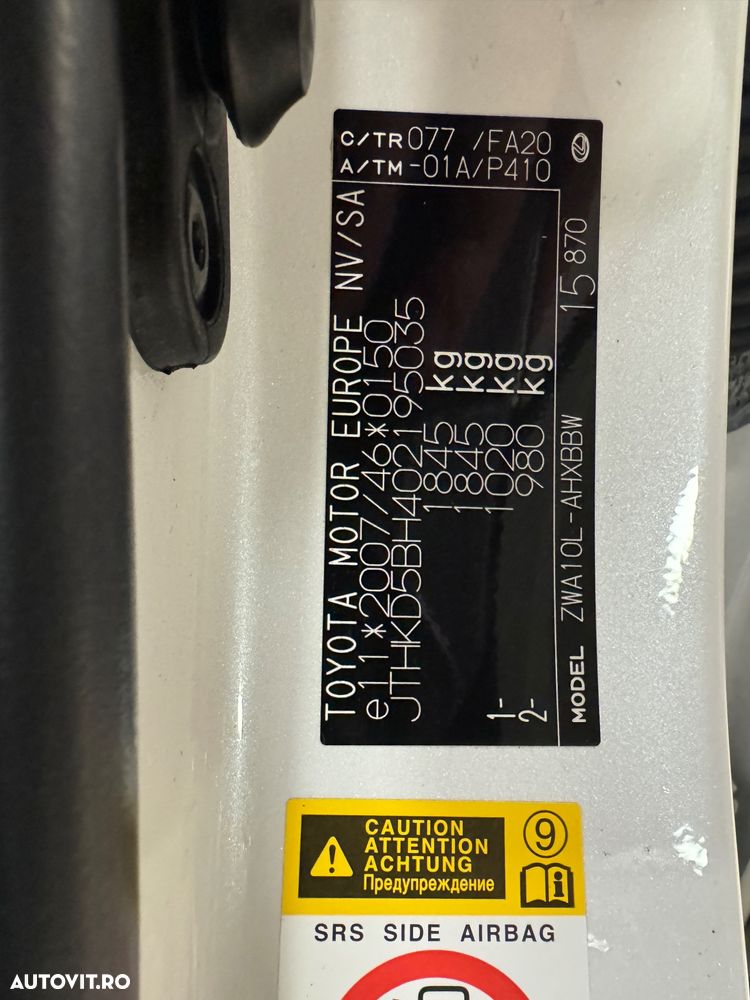 C/TR 077 /FA20
A/TM -01A/P410
TOYOTA MOTOR EUROPE NV/SA
e11*2007/46*0150
JTHKD5BH402195035
1845 kg
1845 kg
1- 1020 kg
2- 980 kg
MODEL ZWA10L-AHXBBW 15 870
CAUTION
ATTENTION
ACHTUNG
Предупреждение
9
i
SRS SIDE AIRBAG
AUTOVIT.RO